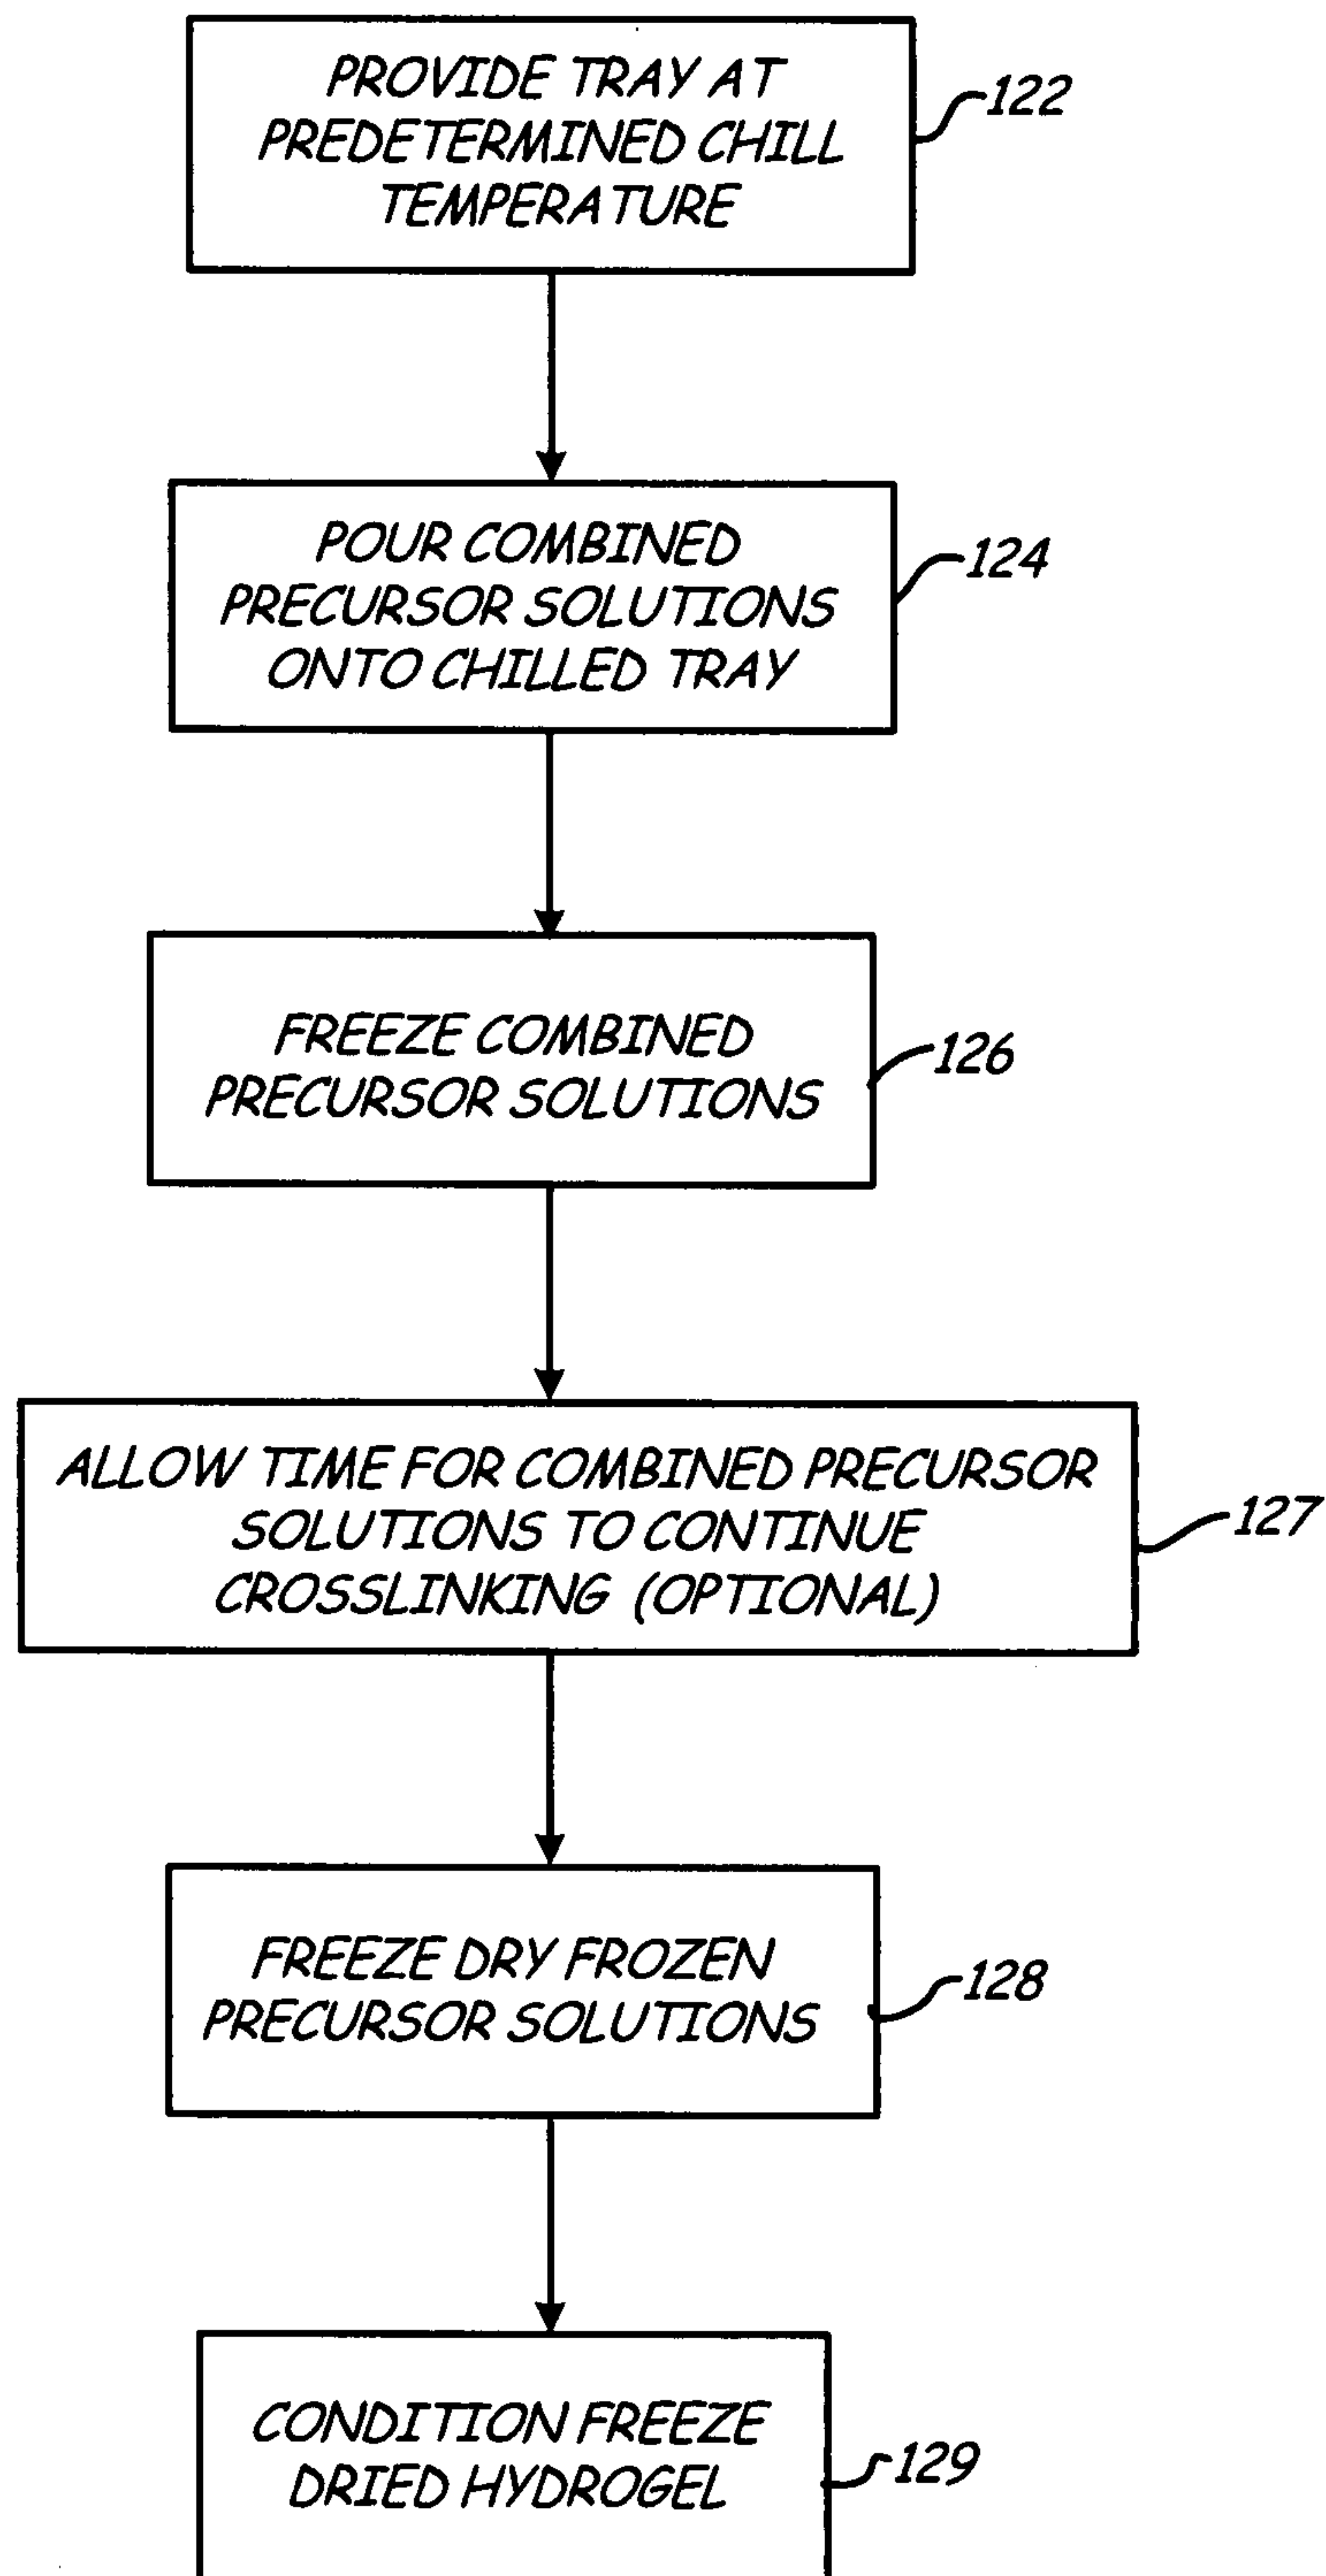 PROVIDE TRAY AT
PREDETERMINED CHILL
TEMPERATURE
122
POUR COMBINED
PRECURSOR SOLUTIONS
ONTO CHILLED TRAY
124
FREEZE COMBINED
PRECURSOR SOLUTIONS
126
ALLOW TIME FOR COMBINED PRECURSOR
SOLUTIONS TO CONTINUE
CROSSLINKING (OPTIONAL)
127
FREEZE DRY FROZEN
PRECURSOR SOLUTIONS
128
CONDITION FREEZE
DRIED HYDROGEL
129